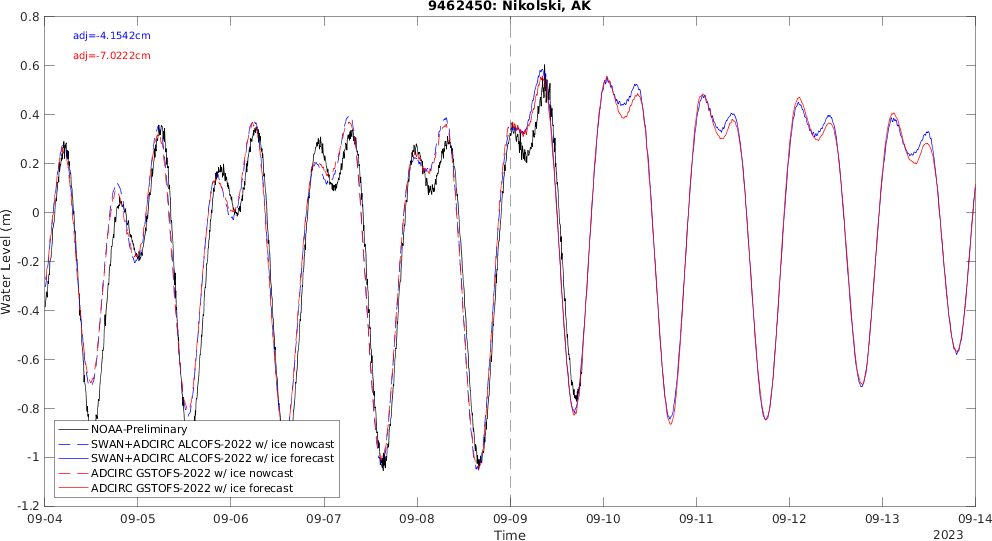 9462450: Nikolski, AK
adj=-4.1542cm
adj=-7.0222cm
0.8
0.6
0.4
0.2
0
-0.2
-0.4
-0.6
-0.8
-1
-1.2
Water Level (m)
NOAA-Preliminary
SWAN+ADCIRC ALCOFS-2022 w/ ice nowcast
SWAN+ADCIRC ALCOFS-2022 w/ ice forecast
ADCIRC GSTOFS-2022 w/ ice nowcast
ADCIRC GSTOFS-2022 w/ ice forecast
09-04 09-05 09-06 09-07 09-08 09-09 09-10 09-11 09-12 09-13 09-14
Time
2023